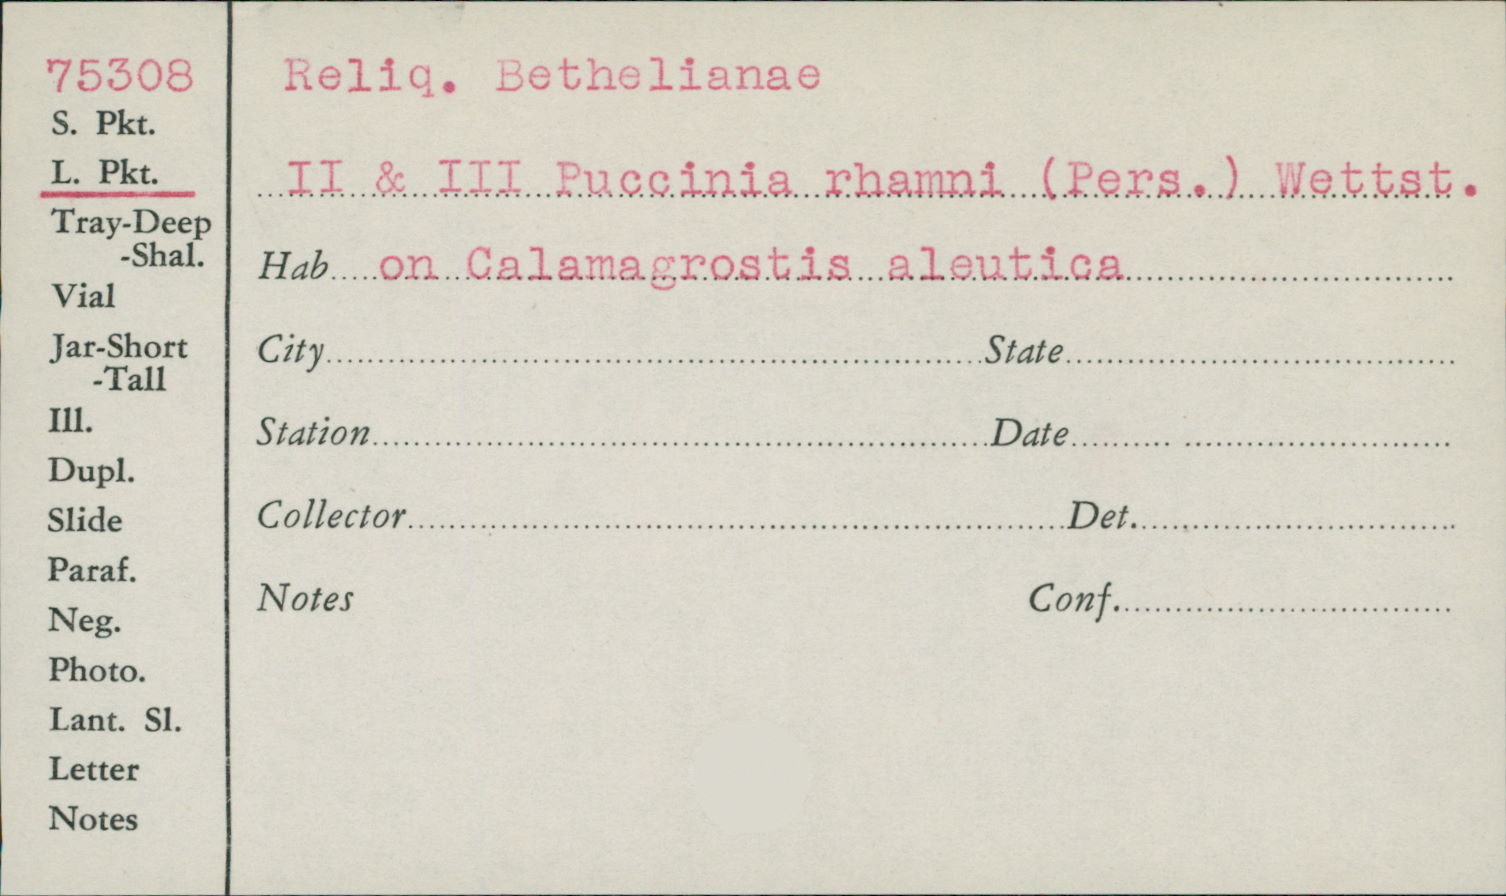 75308
S. Pkt.
L. Pkt.
Tray-Deep
-Shal.
Vial
Jar-Short
-Tall
Ill.
Dupl.
Slide
Paraf.
Neg.
Photo.
Lant. Sl.
Letter
Notes
Reliq. Bethelianae
II & III Puccinia rhamni (Pers.) Wettst.
Hab on Calamagrostis aleutica
City State
Station Date
Collector Det.
Notes Conf.